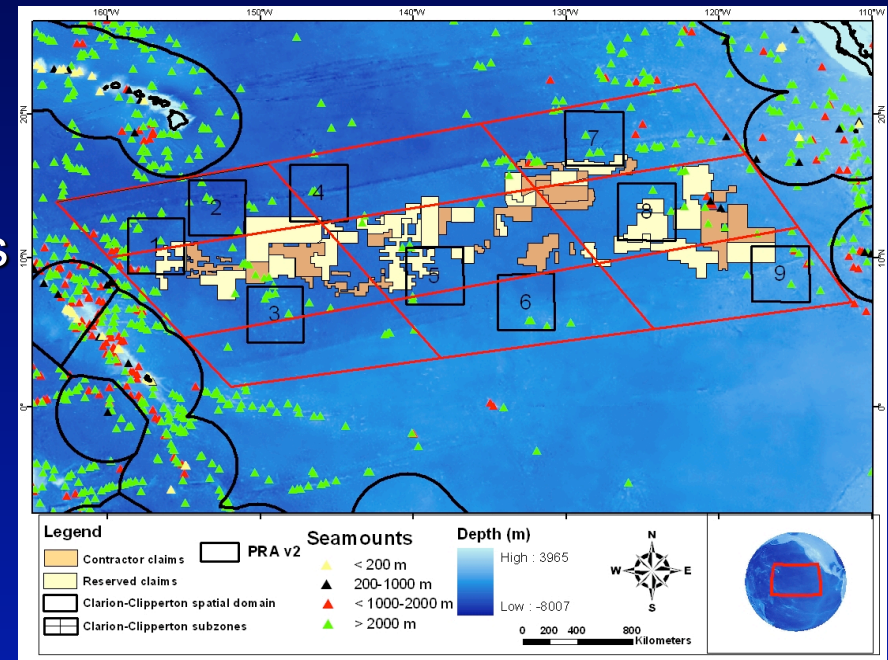 160°W 150°W 140°W 130°W 120°W 110°W
20°N
20°N
7
4
2
8
1
s
10°N
10°N
5
9
6
3
0°
0°
Legend
Contractor claims
Reserved claims
Clarion-Clipperton spatial domain
Clarion-Clipperton subzones
PRA v2
Seamounts
< 200 m
200-1000 m
< 1000-2000 m
> 2000 m
Depth (m)
High : 3965
Low : -8007
N
W E
S
0 200 400 800
Kilometers